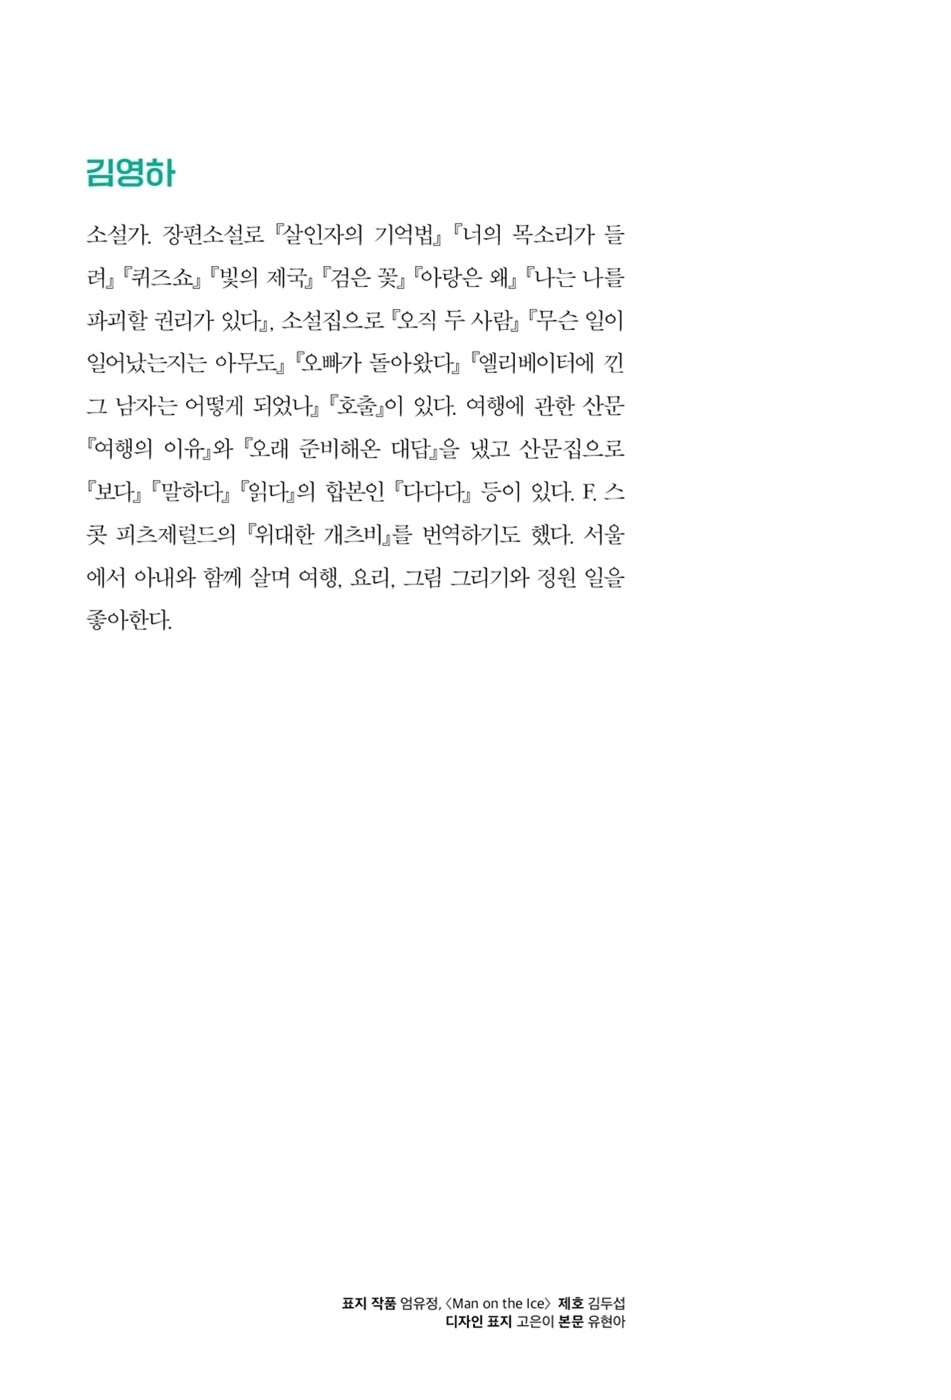 김영하
소설가. 장편소설로 『살인자의 기억법』 『너의 목소리가 들
려』 『퀴즈쇼』 『빛의 제국』 『검은 꽃』 『아랑은 왜』 『나는 나를
파괴할 권리가 있다』, 소설집으로 『오직 두 사람』 『무슨 일이
일어났는지는 아무도』 『오빠가 돌아왔다』 『엘리베이터에 낀
그 남자는 어떻게 되었나』 『호출』이 있다. 여행에 관한 산문
『여행의 이유』와 『오래 준비해온 대답』을 냈고 산문집으로
『보다』 『말하다』 『읽다』의 합본인 『다다다』 등이 있다. F. 스
콧 피츠제럴드의 『위대한 개츠비』를 번역하기도 했다. 서울
에서 아내와 함께 살며 여행, 요리, 그림 그리기와 정원 일을
좋아한다.
표지 작품 엄유정, 〈Man on the Ice〉 제호 김두섭
디자인 표지 고은이 본문 유현아